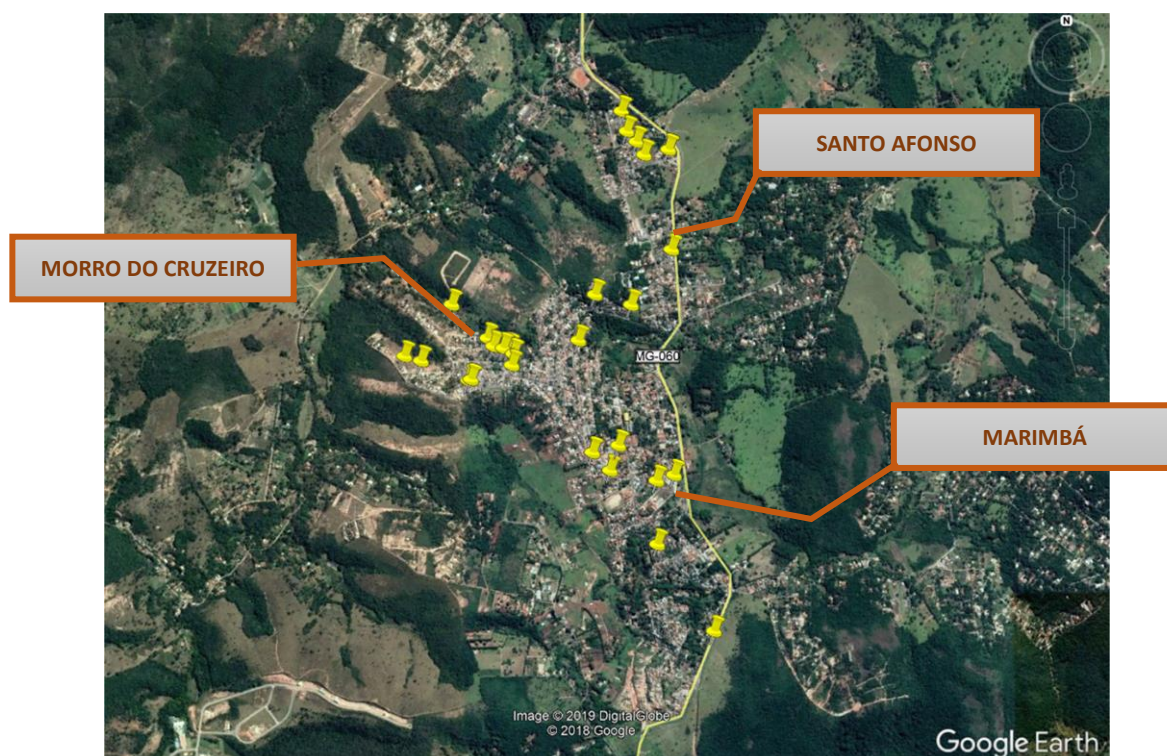 N
SANTO AFONSO
MORRO DO CRUZEIRO
MG-060
MARIMBÁ
Image © 2019 DigitalGlobe
© 2018 Google
Google Earth